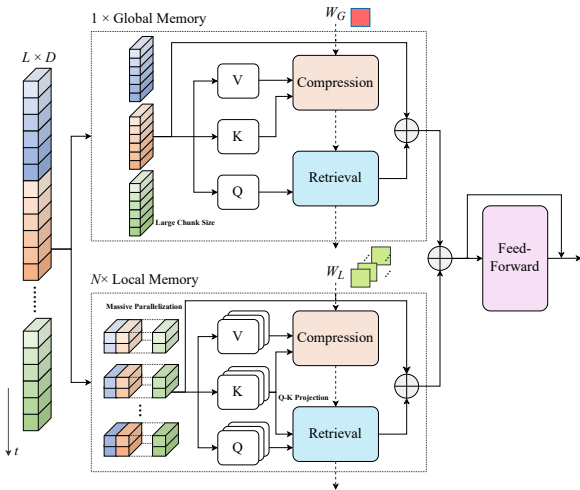 1 × Global Memory
W_G
L × D
V
K
Q
Compression
Retrieval
Large Chunk Size
Feed-
Forward
N× Local Memory
W_L
Massive Parallelization
V
K
Q
Compression
Q-K Projection
Retrieval
t